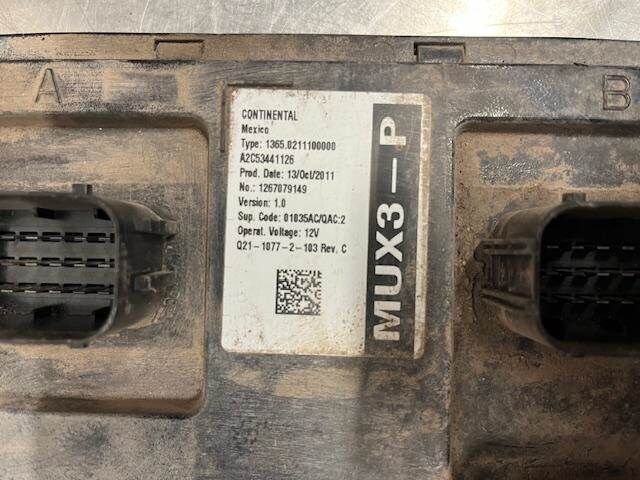 A
B
CONTINENTAL
Mexico
Type: 1365.0211100000
A2C53441126
Prod. Date: 13/Oct/2011
No.: 1267079149
Version: 1.0
Sup. Code: 01035AC/QAC:2
Operat. Voltage: 12V
Q21-1077-2-103 Rev. C
MUX3-P